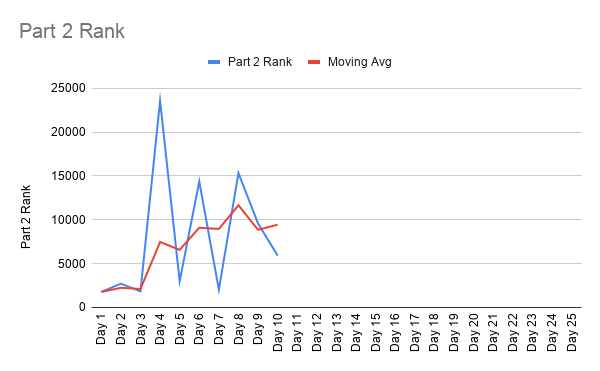 Part 2 Rank
Part 2 Rank
Moving Avg
Part 2 Rank
25000
20000
15000
10000
5000
0
Day 1
Day 2
Day 3
Day 4
Day 5
Day 6
Day 7
Day 8
Day 9
Day 10
Day 11
Day 12
Day 13
Day 14
Day 15
Day 16
Day 17
Day 18
Day 19
Day 20
Day 21
Day 22
Day 23
Day 24
Day 25